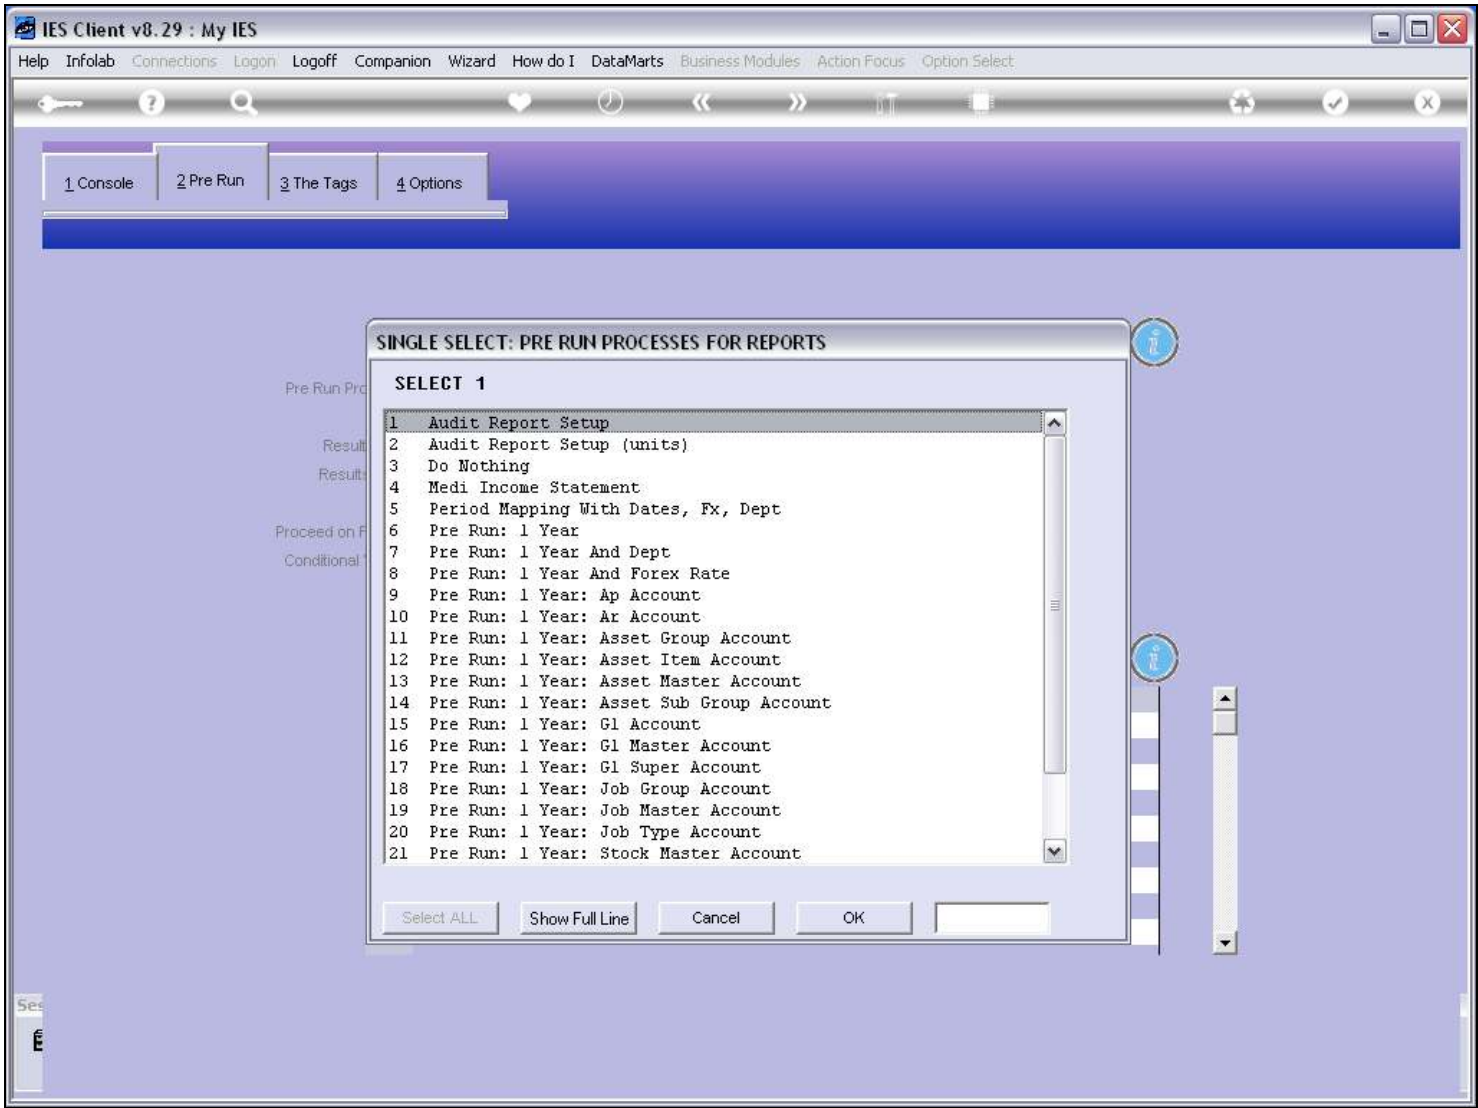 IES Client v8.29 : My IES
Help Infolab Connections Logon Logoff Companion Wizard How do I DataMarts Business Modules Action Focus Option Select
1 Console 2 Pre Run 3 The Tags 4 Options
SINGLE SELECT: PRE RUN PROCESSES FOR REPORTS
SELECT 1
Pre Run Pro
Result
Results
Proceed on F
Conditional
1 Audit Report Setup
2 Audit Report Setup (units)
3 Do Nothing
4 Medi Income Statement
5 Period Mapping With Dates, Fx, Dept
6 Pre Run: 1 Year
7 Pre Run: 1 Year And Dept
8 Pre Run: 1 Year And Forex Rate
9 Pre Run: 1 Year: Ap Account
10 Pre Run: 1 Year: Ar Account
11 Pre Run: 1 Year: Asset Group Account
12 Pre Run: 1 Year: Asset Item Account
13 Pre Run: 1 Year: Asset Master Account
14 Pre Run: 1 Year: Asset Sub Group Account
15 Pre Run: 1 Year: Gl Account
16 Pre Run: 1 Year: Gl Master Account
17 Pre Run: 1 Year: Gl Super Account
18 Pre Run: 1 Year: Job Group Account
19 Pre Run: 1 Year: Job Master Account
20 Pre Run: 1 Year: Job Type Account
21 Pre Run: 1 Year: Stock Master Account
Select ALL Show Full Line Cancel OK
Ses